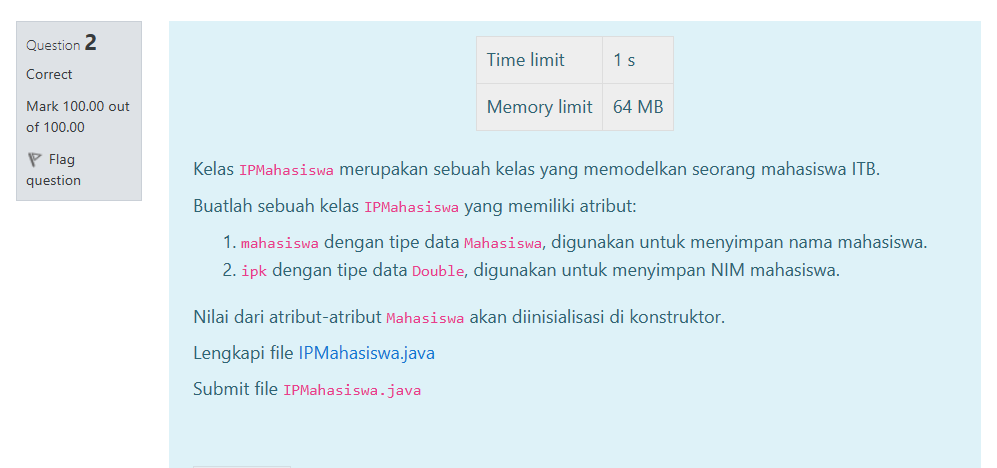 Question 2
Correct
Mark 100.00 out
of 100.00
Flag
question
Time limit 1 s
Memory limit 64 MB
Kelas IPMahasiswa merupakan sebuah kelas yang memodelkan seorang mahasiswa ITB.
Buatlah sebuah kelas IPMahasiswa yang memiliki atribut:
1. mahasiswa dengan tipe data Mahasiswa, digunakan untuk menyimpan nama mahasiswa.
2. ipk dengan tipe data Double, digunakan untuk menyimpan NIM mahasiswa.
Nilai dari atribut-atribut Mahasiswa akan diinisialisasi di konstruktor.
Lengkapi file IPMahasiswa.java
Submit file IPMahasiswa.java